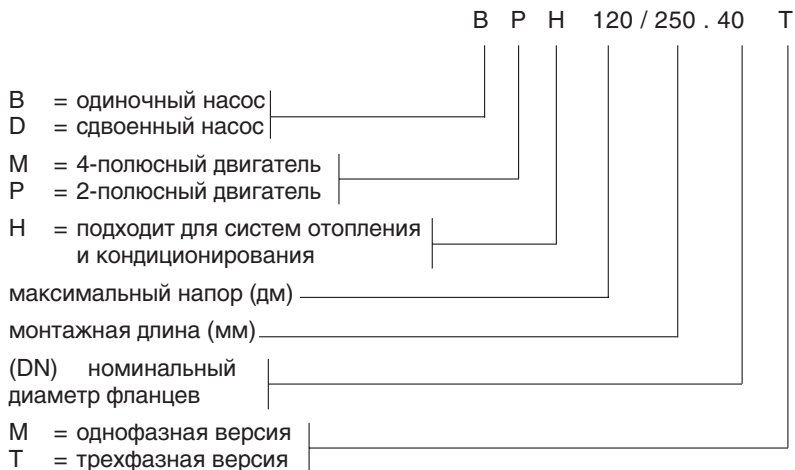 B P H 120 / 250 . 40 T
B = одиночный насос
D = сдвоенный насос
M = 4-полюсный двигатель
P = 2-полюсный двигатель
H = подходит для систем отопления
и кондиционирования
максимальный напор (дм)
монтажная длина (мм)
(DN) номинальный
диаметр фланцев
M = однофазная версия
T = трехфазная версия